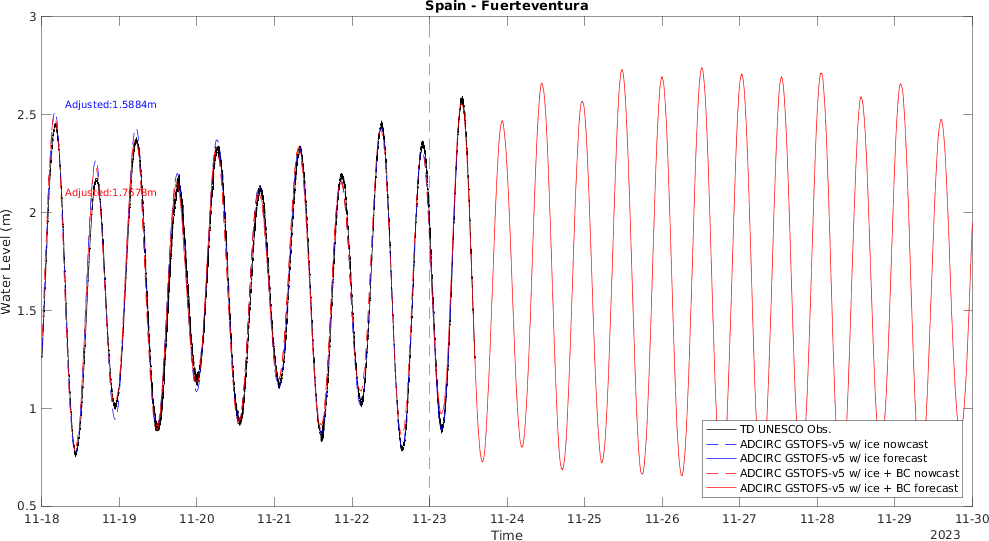 Spain - Fuerteventura
3
2.5
2
1.5
1
0.5
Water Level (m)
Adjusted:1.5884m
Adjusted:1.7678m
TD UNESCO Obs.
ADCIRC GSTOFS-v5 w/ ice nowcast
ADCIRC GSTOFS-v5 w/ ice forecast
ADCIRC GSTOFS-v5 w/ ice + BC nowcast
ADCIRC GSTOFS-v5 w/ ice + BC forecast
11-18 11-19 11-20 11-21 11-22 11-23 11-24 11-25 11-26 11-27 11-28 11-29 11-30
Time
2023